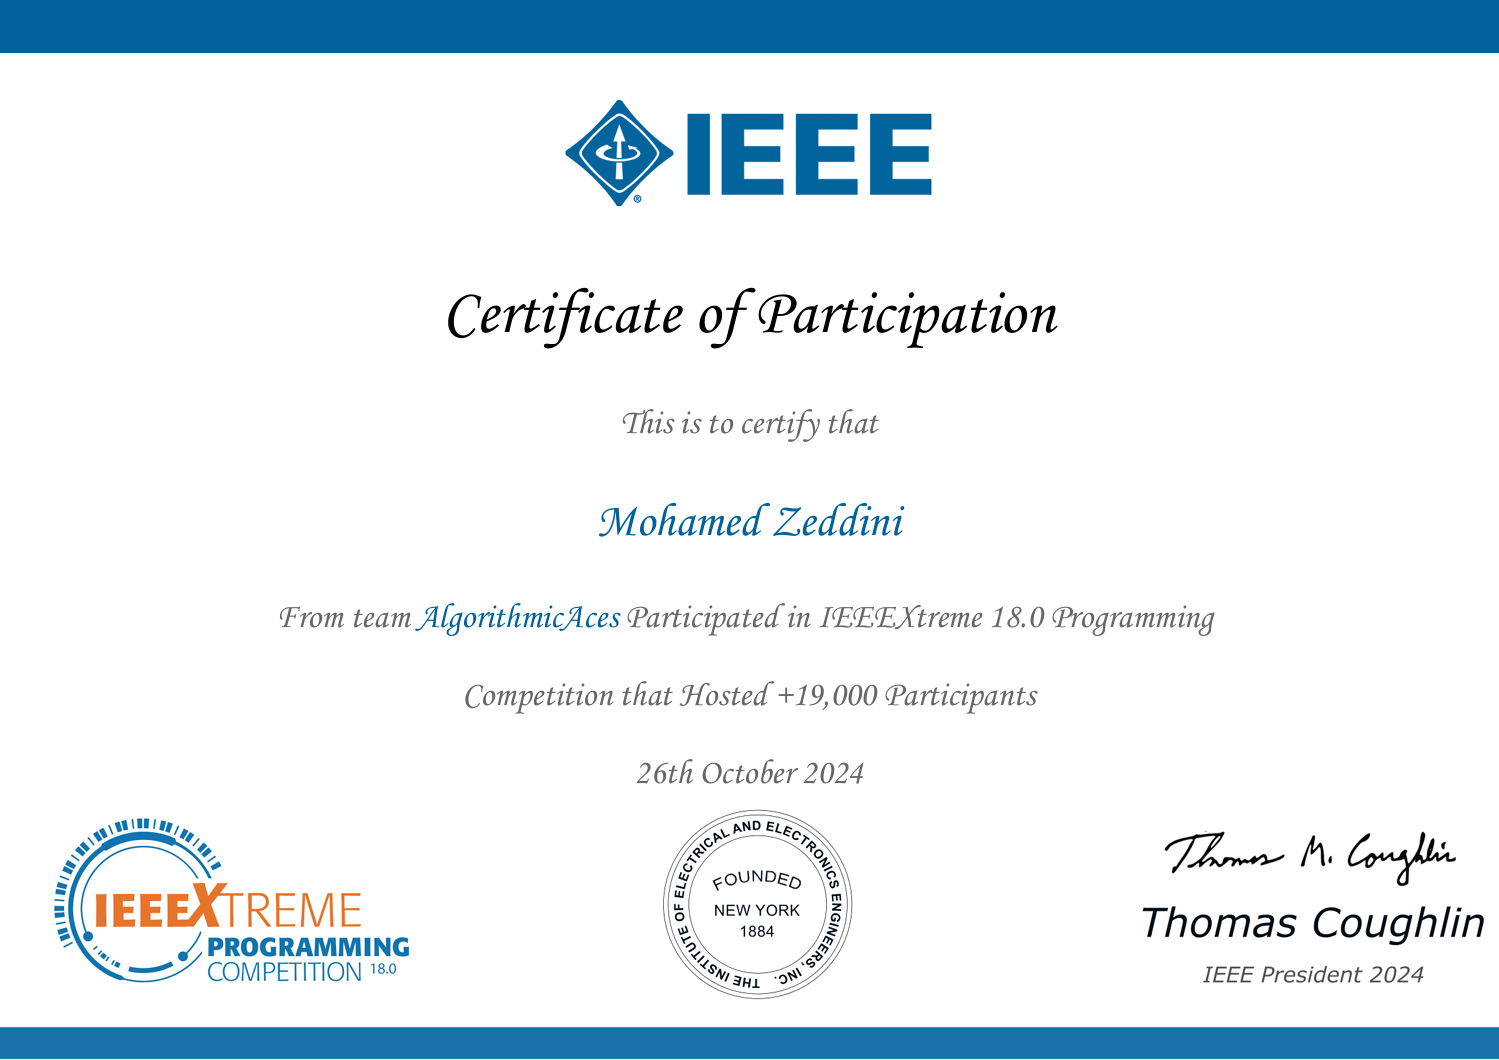 IEEE
®
Certificate of Participation
This is to certify that
Mohamed Zeddini
From team AlgorithmicAces Participated in IEEEXtreme 18.0 Programming
Competition that Hosted +19,000 Participants
26th October 2024
IEEEXTREME
PROGRAMMING
COMPETITION 18.0
THE INSTITUTE OF ELECTRICAL AND ELECTRONICS ENGINEERS, INC.
FOUNDED
NEW YORK
1884
Thomas M. Coughlin
Thomas Coughlin
IEEE President 2024